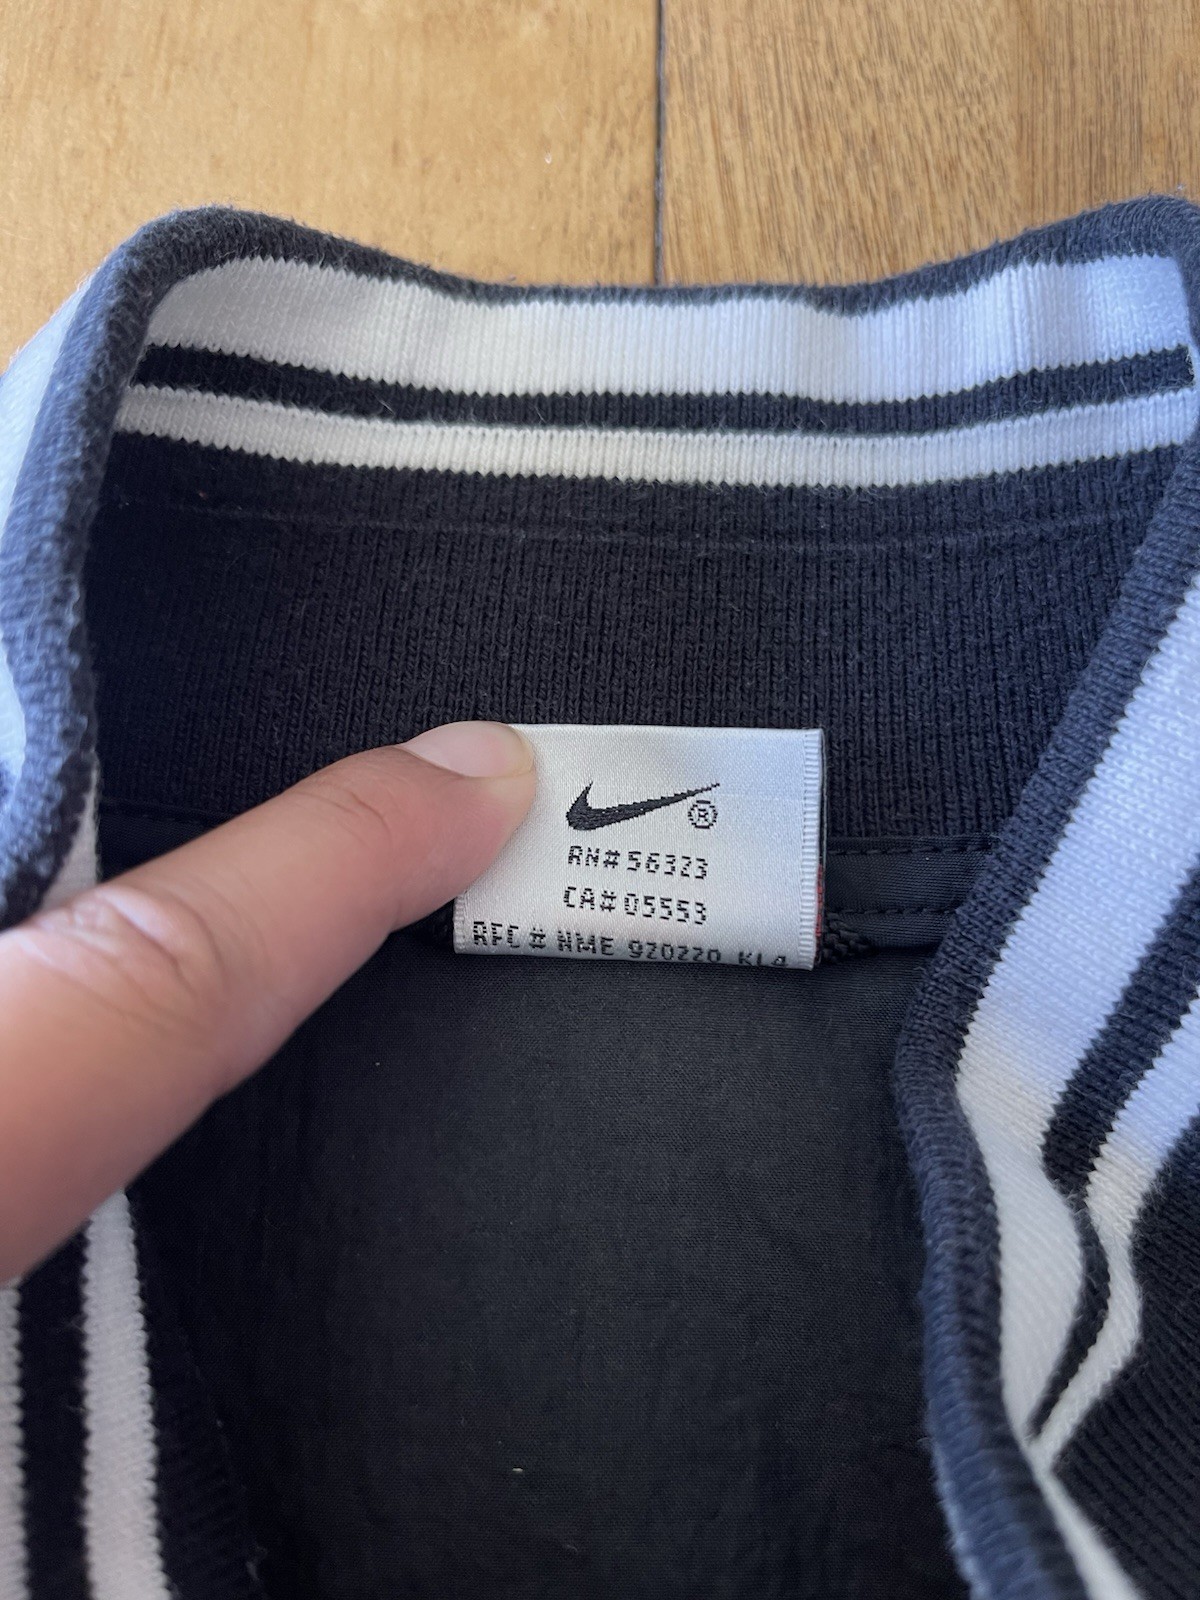 ®
RN# 56323
CA# 05553
RFC # NME 920220 KL4